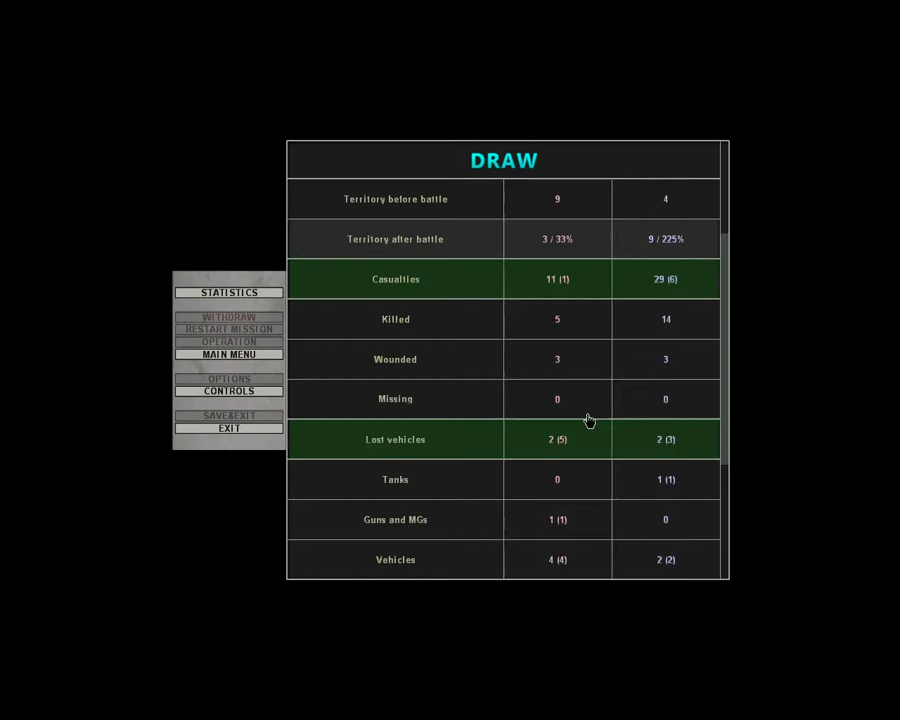 DRAW
Territory before battle 9 4
Territory after battle 3 / 33% 9 / 225%
Casualties 11 (1) 29 (6)
Killed 5 14
Wounded 3 3
Missing 0 0
Lost vehicles 2 (5) 2 (3)
Tanks 0 1 (1)
Guns and MGs 1 (1) 0
Vehicles 4 (4) 2 (2)
STATISTICS
WITHDRAW
RESTART MISSION
OPERATION
MAIN MENU
OPTIONS
CONTROLS
SAVE&EXIT
EXIT